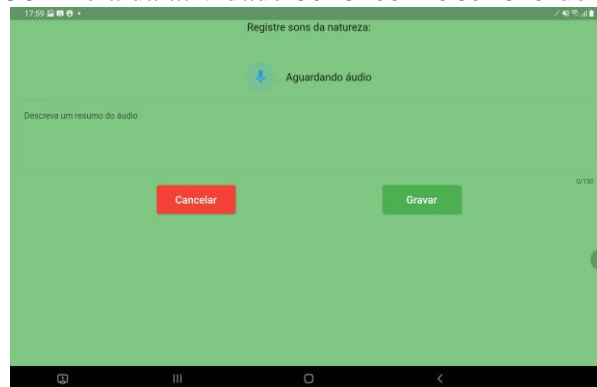 17:59
Registre sons da natureza:
Aguardando áudio
Descreva um resumo do áudio
0/150
Cancelar
Gravar